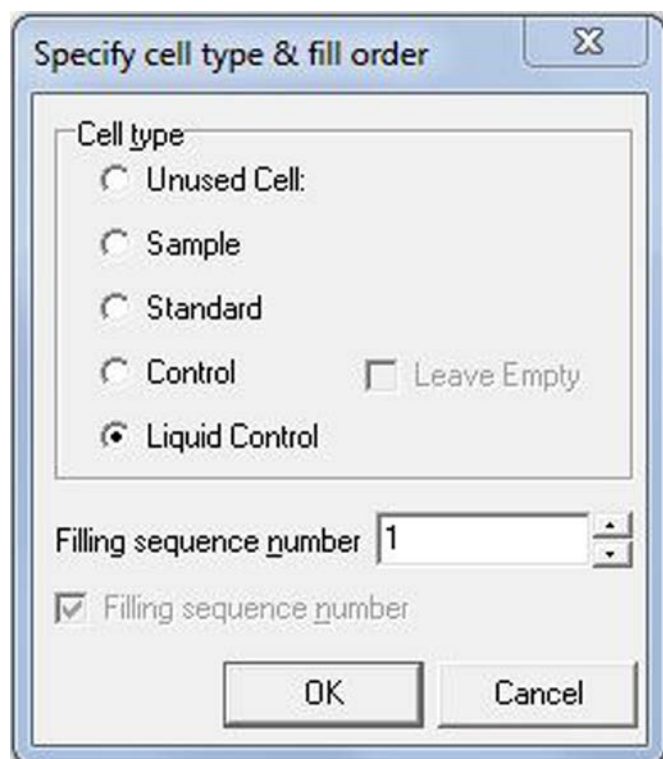 Specify cell type & fill order
Cell type
Unused Cell:
Sample
Standard
Control Leave Empty
Liquid Control
Filling sequence number 1
Filling sequence number
OK Cancel